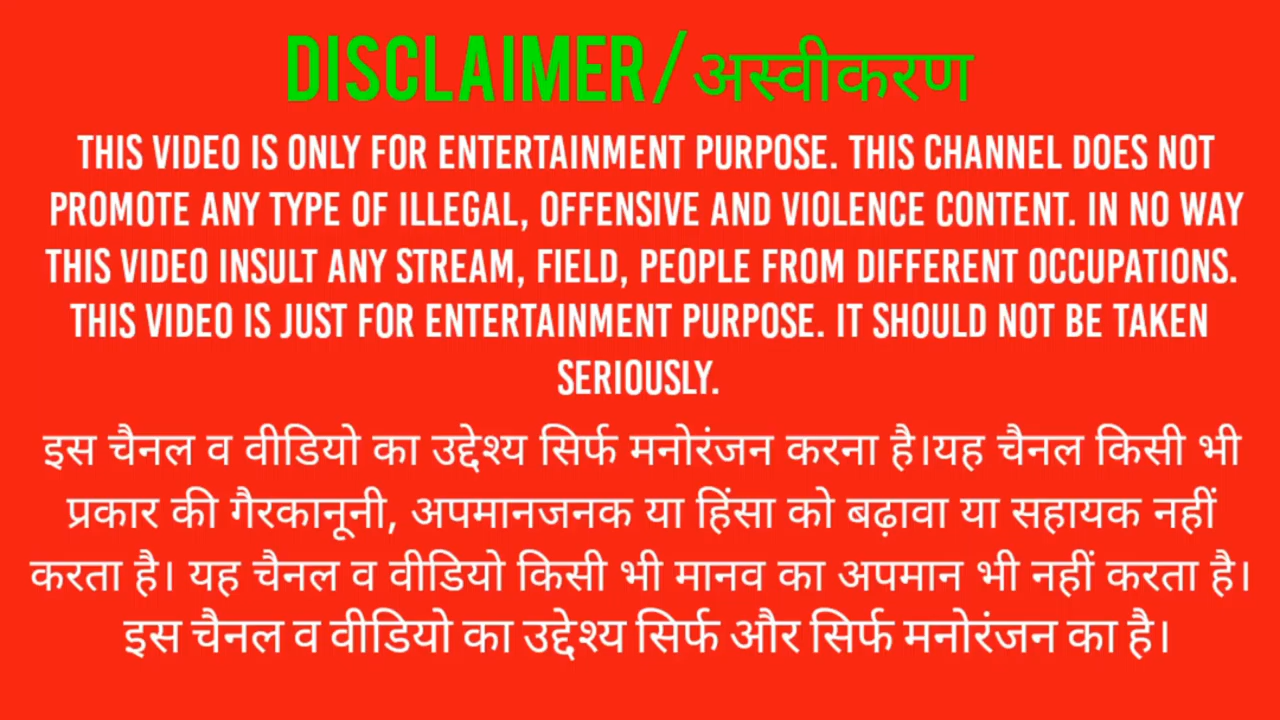 DISCLAIMER/अस्वीकरण
THIS VIDEO IS ONLY FOR ENTERTAINMENT PURPOSE. THIS CHANNEL DOES NOT
PROMOTE ANY TYPE OF ILLEGAL, OFFENSIVE AND VIOLENCE CONTENT. IN NO WAY
THIS VIDEO INSULT ANY STREAM, FIELD, PEOPLE FROM DIFFERENT OCCUPATIONS.
THIS VIDEO IS JUST FOR ENTERTAINMENT PURPOSE. IT SHOULD NOT BE TAKEN
SERIOUSLY.
इस चैनल व वीडियो का उद्देश्य सिर्फ मनोरंजन करना है।यह चैनल किसी भी
प्रकार की गैरकानूनी, अपमानजनक या हिंसा को बढ़ावा या सहायक नहीं
करता है। यह चैनल व वीडियो किसी भी मानव का अपमान भी नहीं करता है।
इस चैनल व वीडियो का उद्देश्य सिर्फ और सिर्फ मनोरंजन का है।